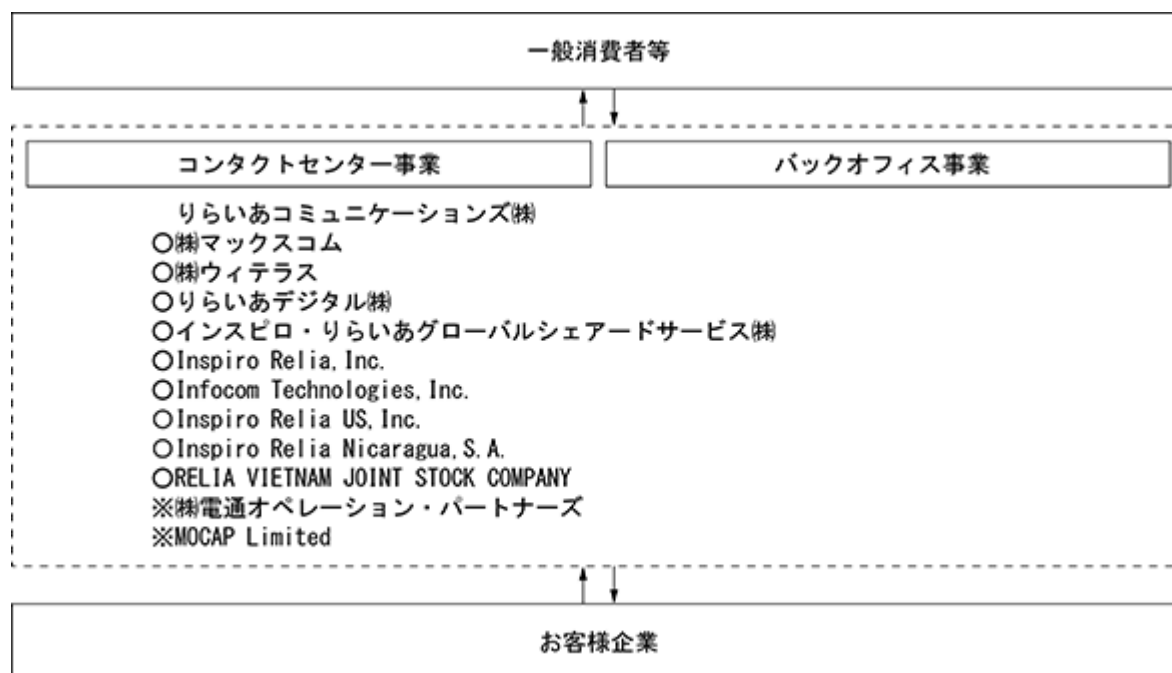 一般消費者等
コンタクトセンター事業
バックオフィス事業
りらいあコミュニケーションズ㈱
○㈱マックスコム
○㈱ウィテラス
○りらいあデジタル㈱
○インスピロ・りらいあグローバルシェアードサービス㈱
○Inspiro Relia,Inc.
○Infocom Technologies,Inc.
○Inspiro Relia US,Inc.
○Inspiro Relia Nicaragua,S.A.
○RELIA VIETNAM JOINT STOCK COMPANY
※㈱電通オペレーション・パートナーズ
※MOCAP Limited
お客様企業